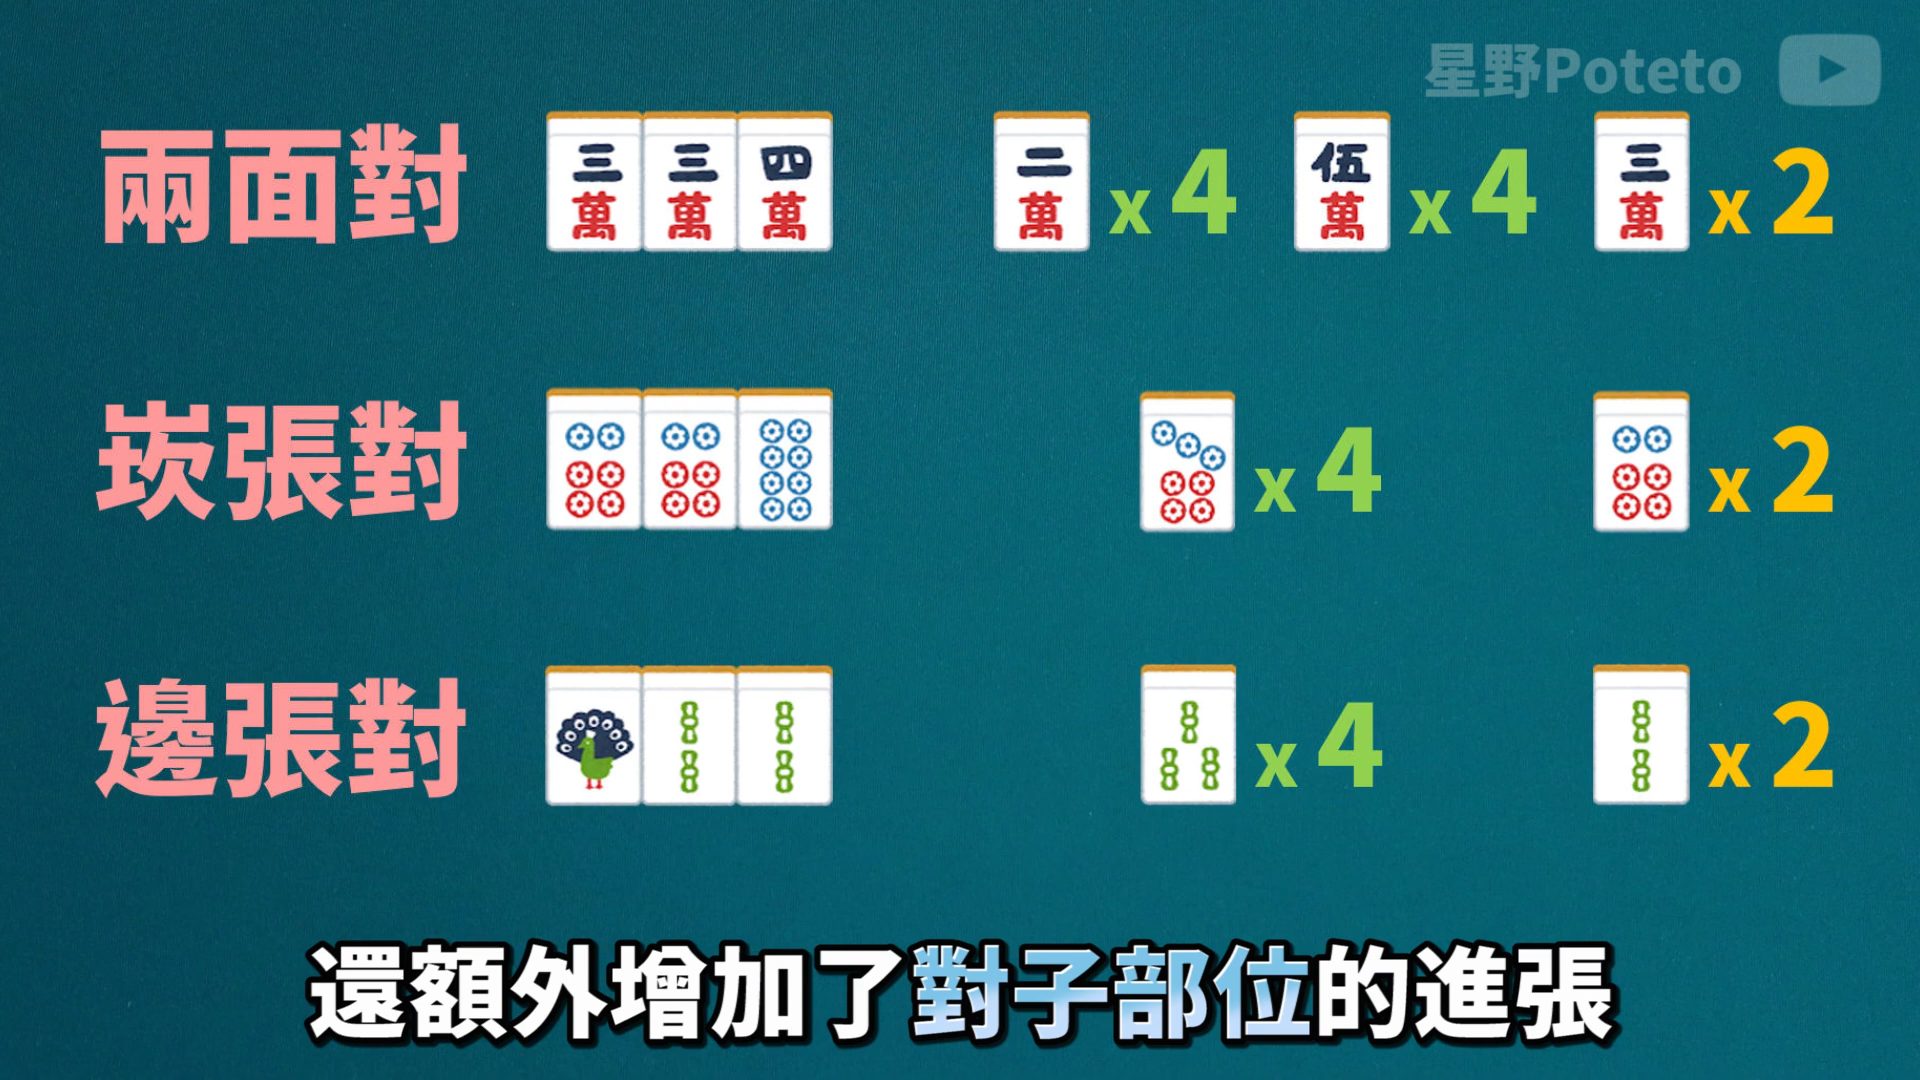 星野Poteto
兩面對 三萬 三萬 四萬 二萬 x 4 伍萬 x 4 三萬 x 2
崁張對 x 4 x 2
邊張對 x 4 x 2
還額外增加了對子部位的進張